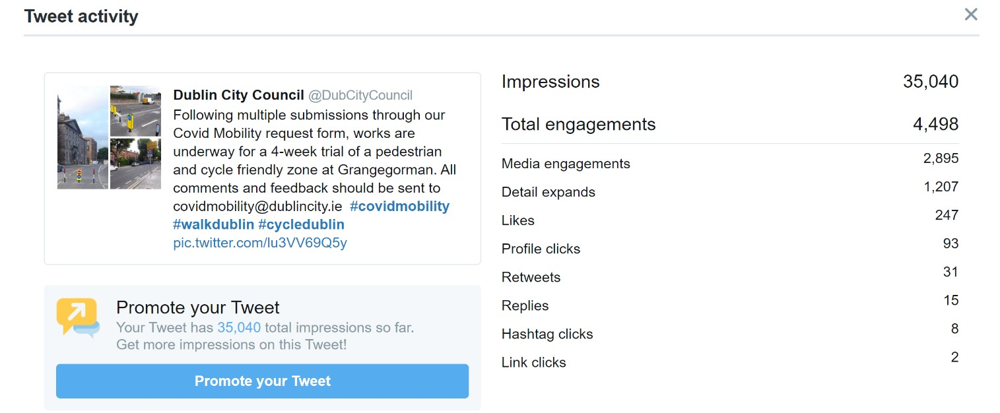 Tweet activity
Dublin City Council @DubCityCouncil
Following multiple submissions through our
Covid Mobility request form, works are
underway for a 4-week trial of a pedestrian
and cycle friendly zone at Grangegorman. All
comments and feedback should be sent to
covidmobility@dublincity.ie #covidmobility
#walkdublin #cycledublin
pic.twitter.com/lu3VV69Q5y
Promote your Tweet
Your Tweet has 35,040 total impressions so far.
Get more impressions on this Tweet!
Promote your Tweet
Impressions 35,040
Total engagements 4,498
Media engagements 2,895
Detail expands 1,207
Likes 247
Profile clicks 93
Retweets 31
Replies 15
Hashtag clicks 8
Link clicks 2